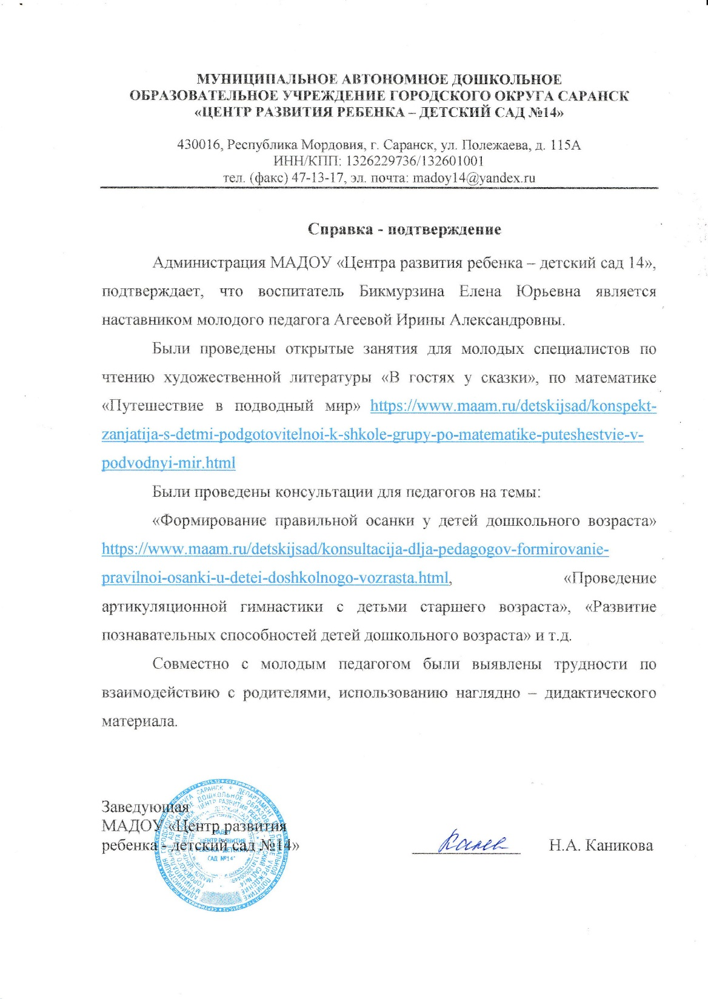 МУНИЦИПАЛЬНОЕ АВТОНОМНОЕ ДОШКОЛЬНОЕ
ОБРАЗОВАТЕЛЬНОЕ УЧРЕЖДЕНИЕ ГОРОДСКОГО ОКРУГА САРАНСК
«ЦЕНТР РАЗВИТИЯ РЕБЕНКА – ДЕТСКИЙ САД №14»
430016, Республика Мордовия, г. Саранск, ул. Полежаева, д. 115А
ИНН/КПП: 1326229736/132601001
тел. (факс) 47-13-17, эл. почта: madoy14@yandex.ru
Справка - подтверждение
Администрация МАДОУ «Центра развития ребенка – детский сад 14»,
подтверждает, что воспитатель Бикмурзина Елена Юрьевна является
наставником молодого педагога Агеевой Ирины Александровны.
Были проведены открытые занятия для молодых специалистов по
чтению художественной литературы «В гостях у сказки», по математике
«Путешествие в подводный мир» https://www.maam.ru/detskijsad/konspekt-
zanjatija-s-detmi-podgotovitelnoi-k-shkole-grupy-po-matematike-puteshestvie-v-
podvodnyi-mir.html
Были проведены консультации для педагогов на темы:
«Формирование правильной осанки у детей дошкольного возраста»
https://www.maam.ru/detskijsad/konsultacija-dlja-pedagogov-formirovanie-
pravilnoi-osanki-u-detei-doshkolnogo-vozrasta.html, «Проведение
артикуляционной гимнастики с детьми старшего возраста», «Развитие
познавательных способностей детей дошкольного возраста» и т.д.
Совместно с молодым педагогом были выявлены трудности по
взаимодействию с родителями, использованию наглядно – дидактического
материала.
Заведующая
МАДОУ «Центр развития
ребенка - детский сад №14» Н.А. Каникова
ЦЕНТР РАЗВИТИЯ
САД №14"